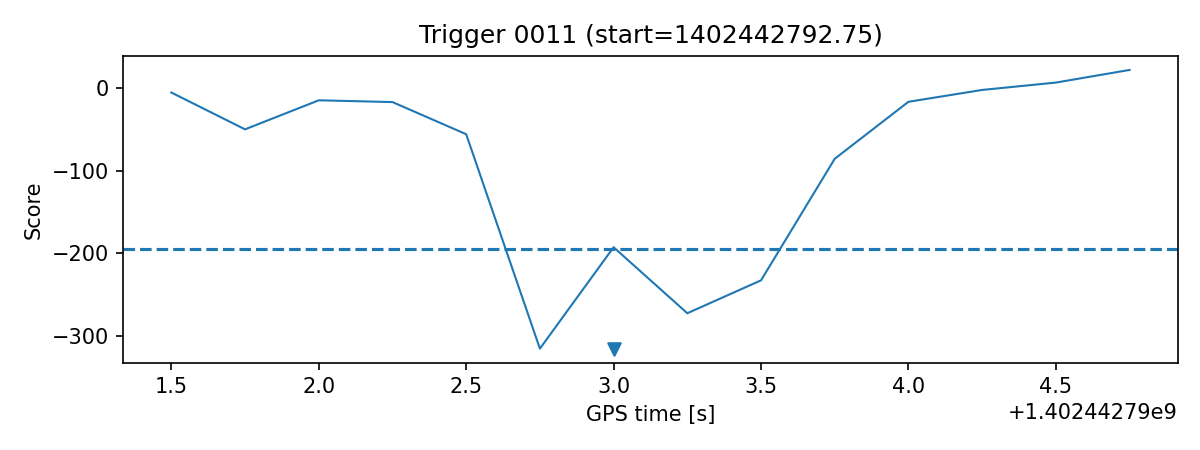 Trigger 0011 (start=1402442792.75)
Score
0
−100
−200
−300
1.5 2.0 2.5 3.0 3.5 4.0 4.5
GPS time [s]
+1.40244279e9